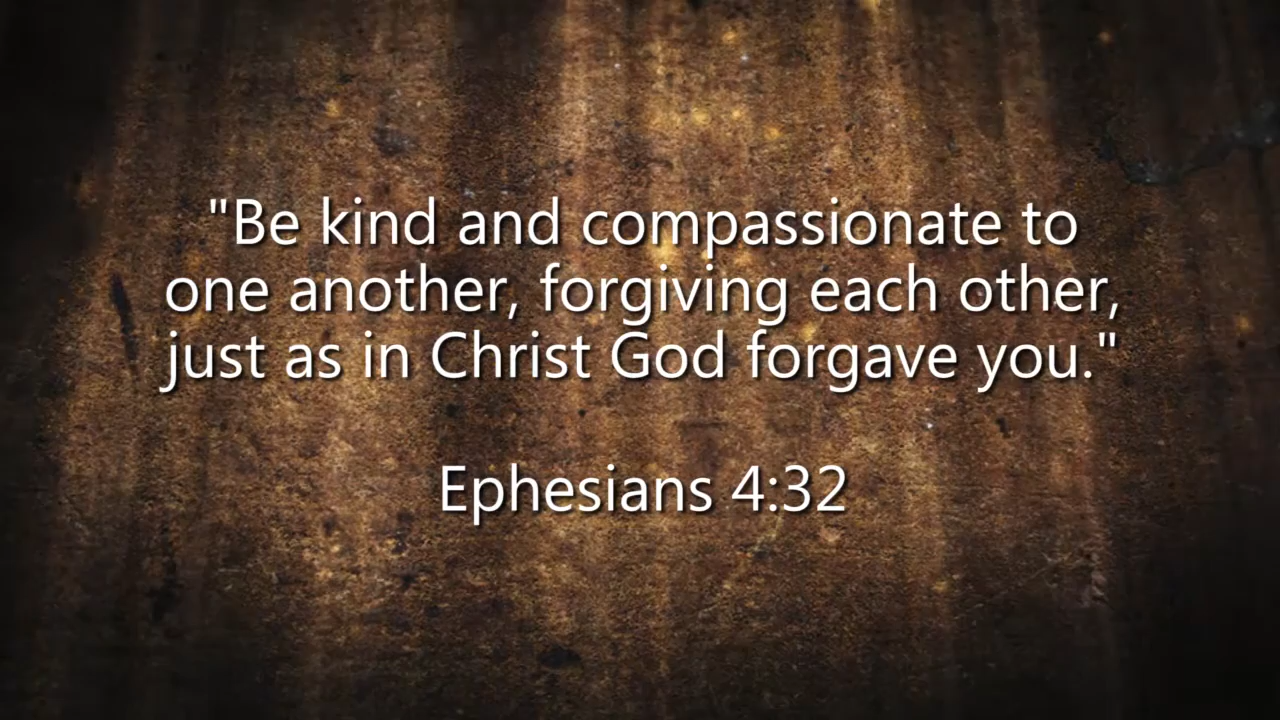 "Be kind and compassionate to
one another, forgiving each other,
just as in Christ God forgave you."
Ephesians 4:32